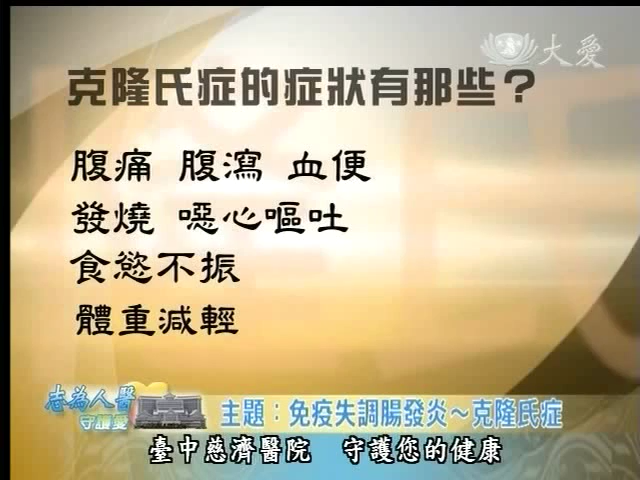 大愛
克隆氏症的症狀有那些？
腹痛 腹瀉 血便
發燒 噁心嘔吐
食慾不振
體重減輕
志為人醫
守護愛
主題：免疫失調腸發炎～克隆氏症
臺中慈濟醫院 守護您的健康